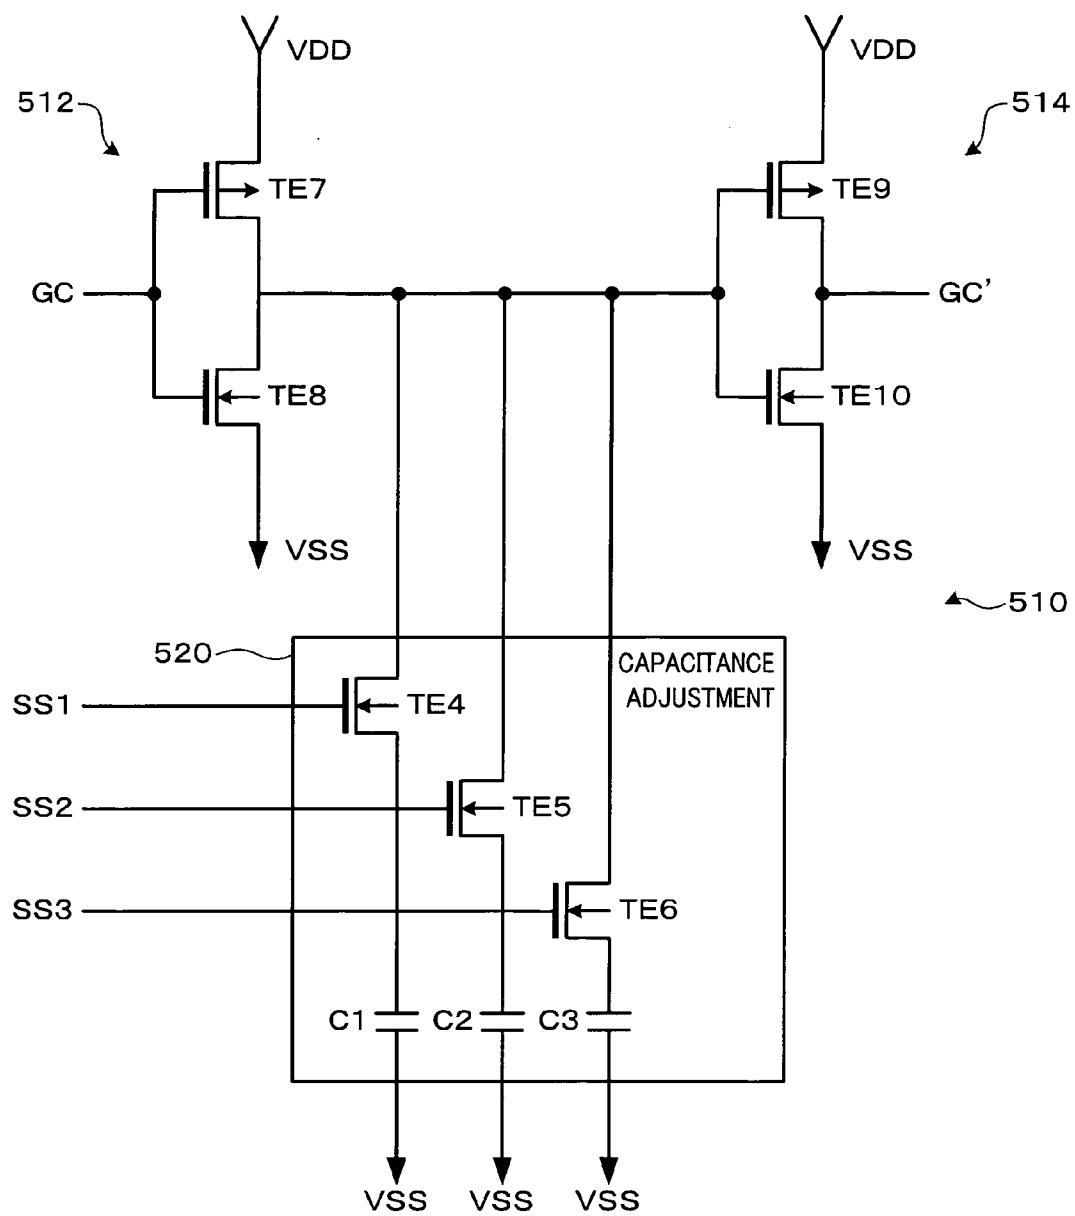 VDD
VDD
512
514
TE7
TE9
GC
GC'
TE8
TE10
VSS
VSS
510
520
CAPACITANCE
ADJUSTMENT
SS1
TE4
SS2
TE5
SS3
TE6
C1
C2
C3
VSS
VSS
VSS